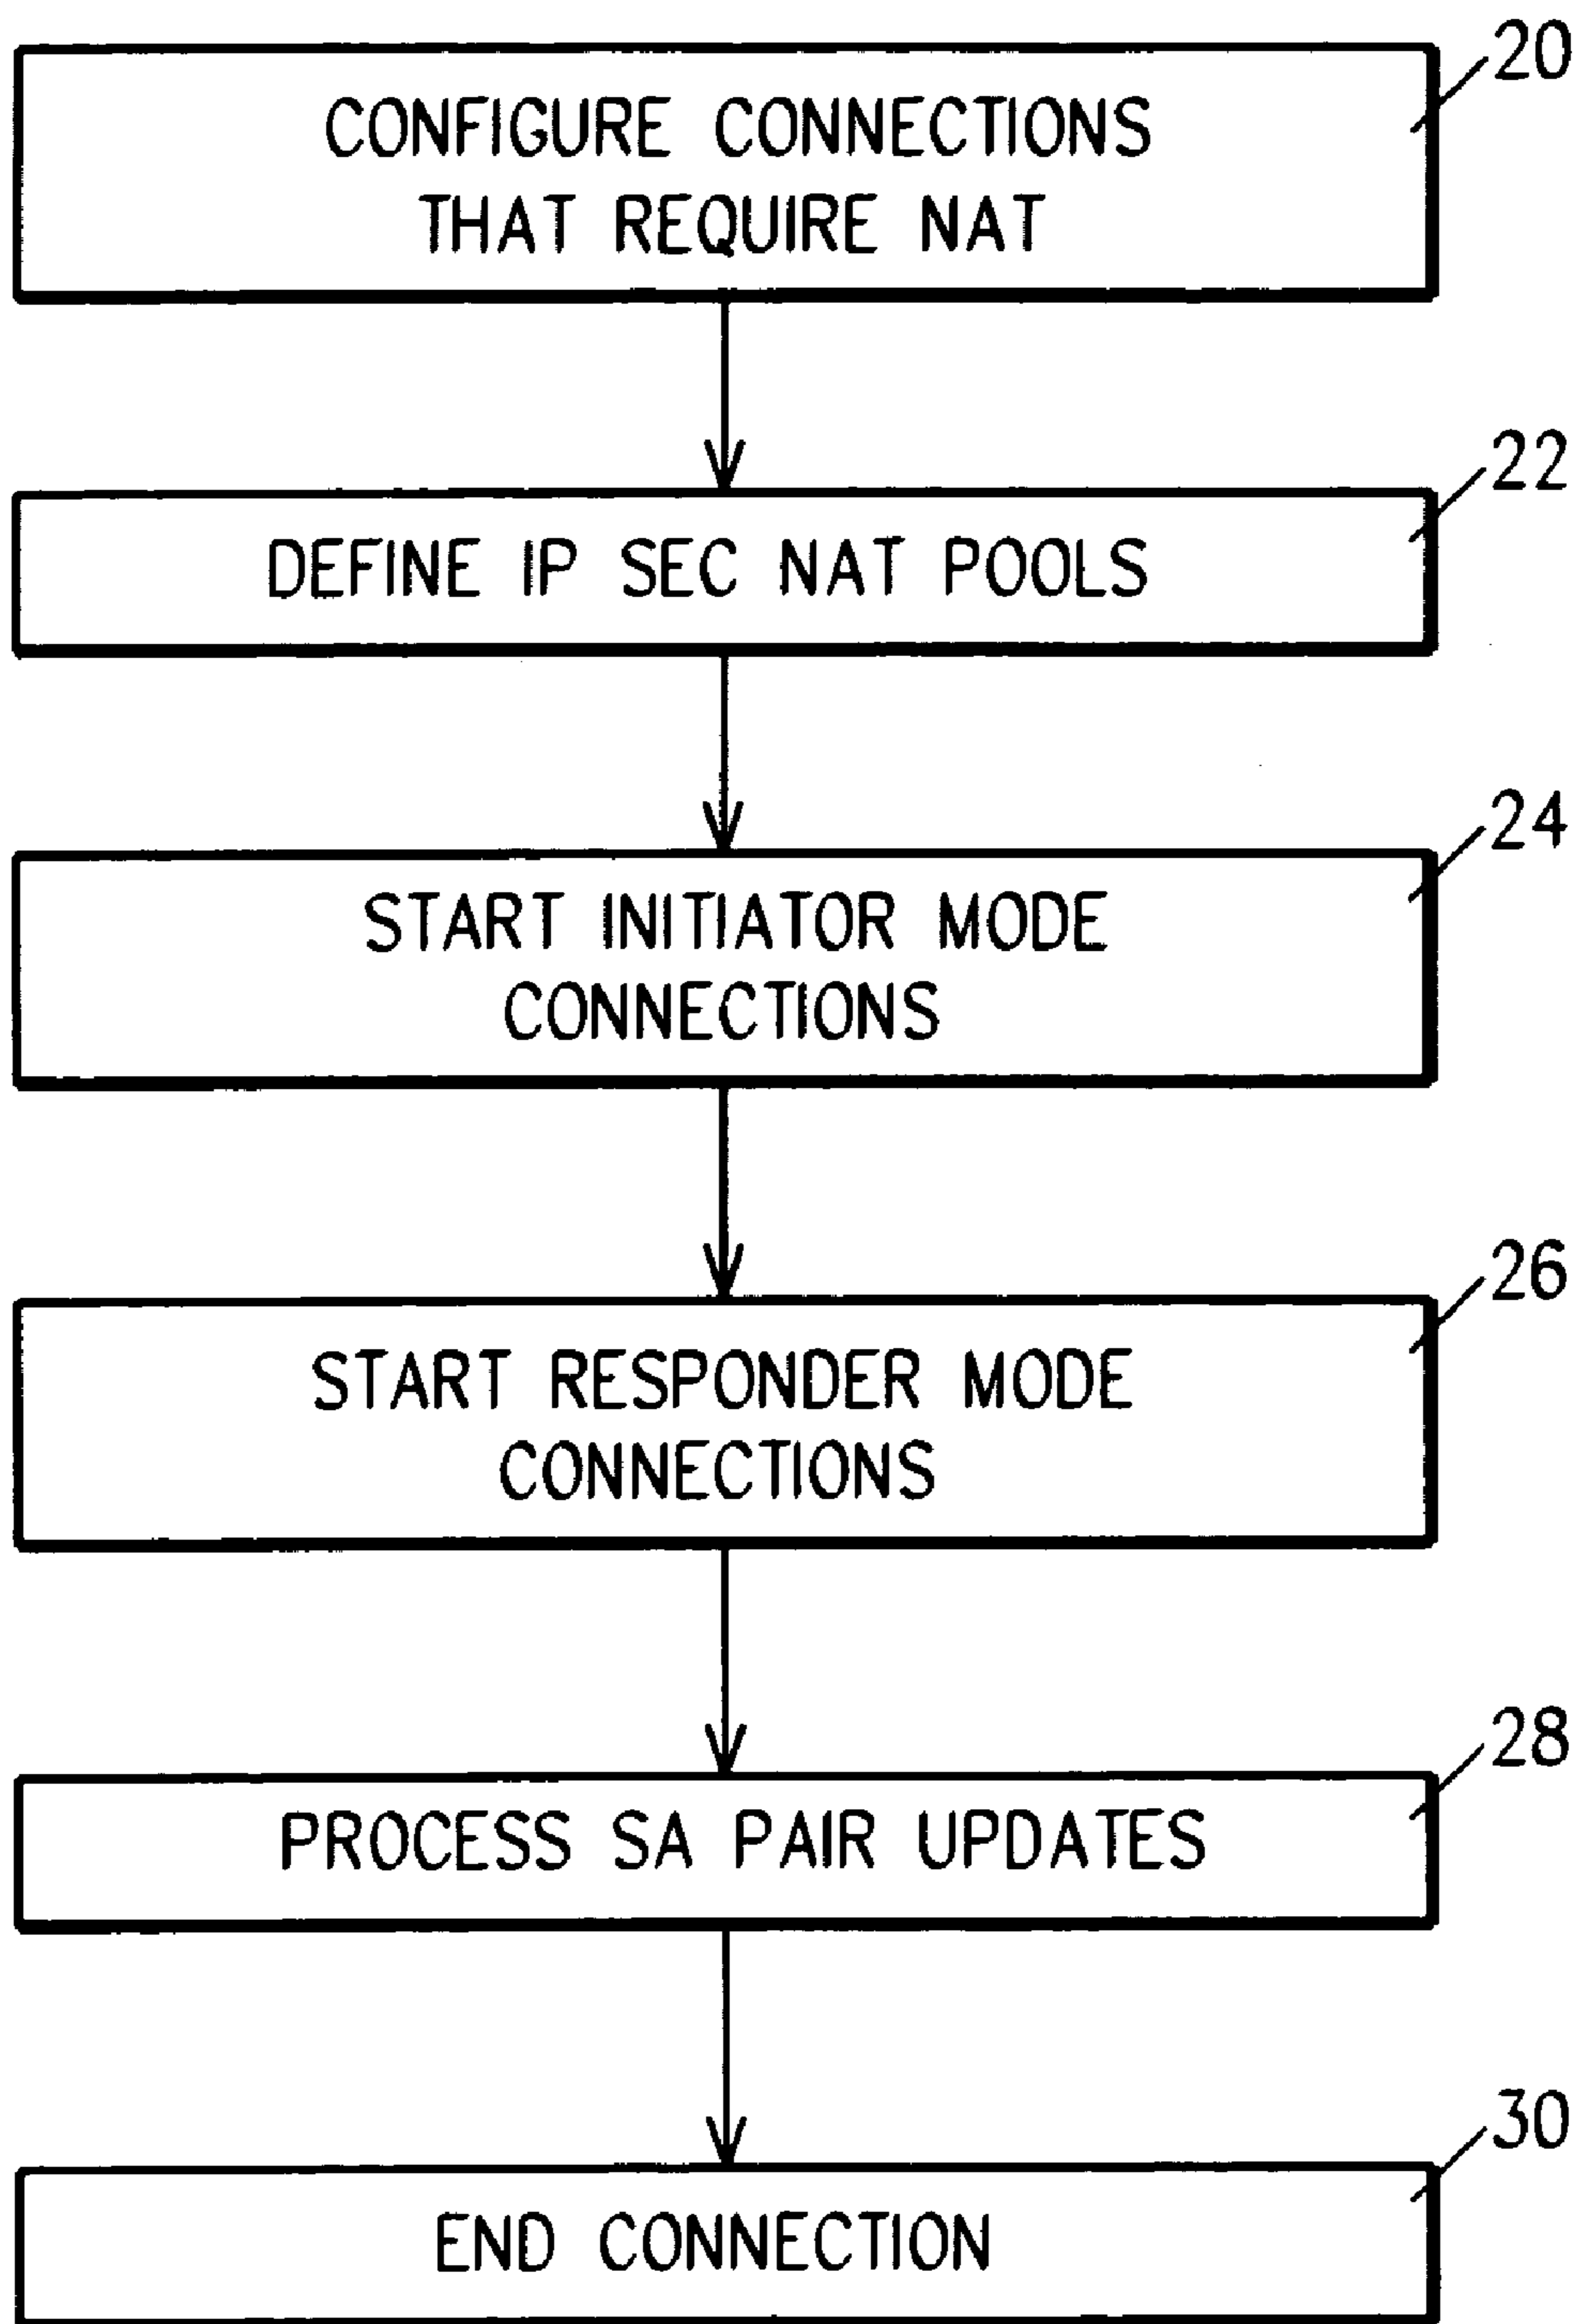 20
CONFIGURE CONNECTIONS
THAT REQUIRE NAT
22
DEFINE IP SEC NAT POOLS
24
START INITIATOR MODE
CONNECTIONS
26
START RESPONDER MODE
CONNECTIONS
28
PROCESS SA PAIR UPDATES
30
END CONNECTION